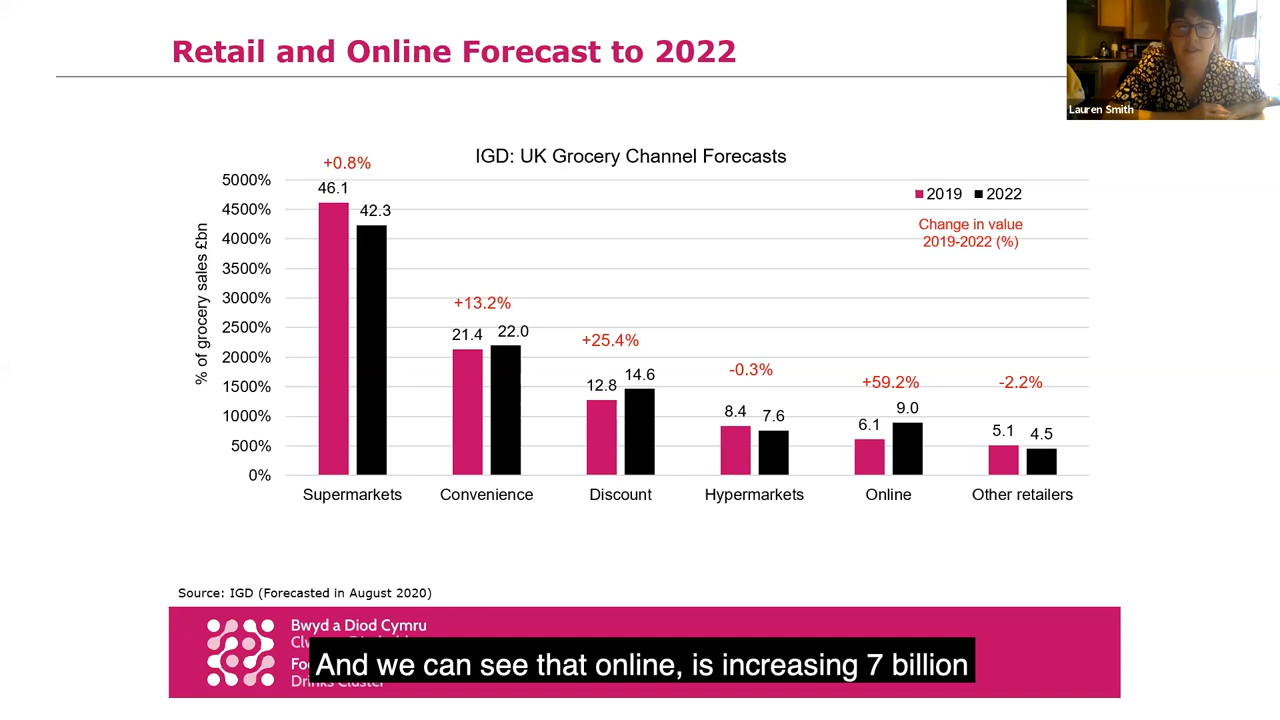 Retail and Online Forecast to 2022
Lauren Smith
IGD: UK Grocery Channel Forecasts
2019 2022
Change in value
2019-2022 (%)
% of grocery sales £bn
5000%
4500%
4000%
3500%
3000%
2500%
2000%
1500%
1000%
500%
0%
+0.8%
46.1 42.3
+13.2%
21.4 22.0
+25.4%
12.8 14.6
-0.3%
8.4 7.6
+59.2%
6.1 9.0
-2.2%
5.1 4.5
Supermarkets Convenience Discount Hypermarkets Online Other retailers
Source: IGD (Forecasted in August 2020)
Bwyd a Diod Cymru
Drinks Cluster
And we can see that online, is increasing 7 billion